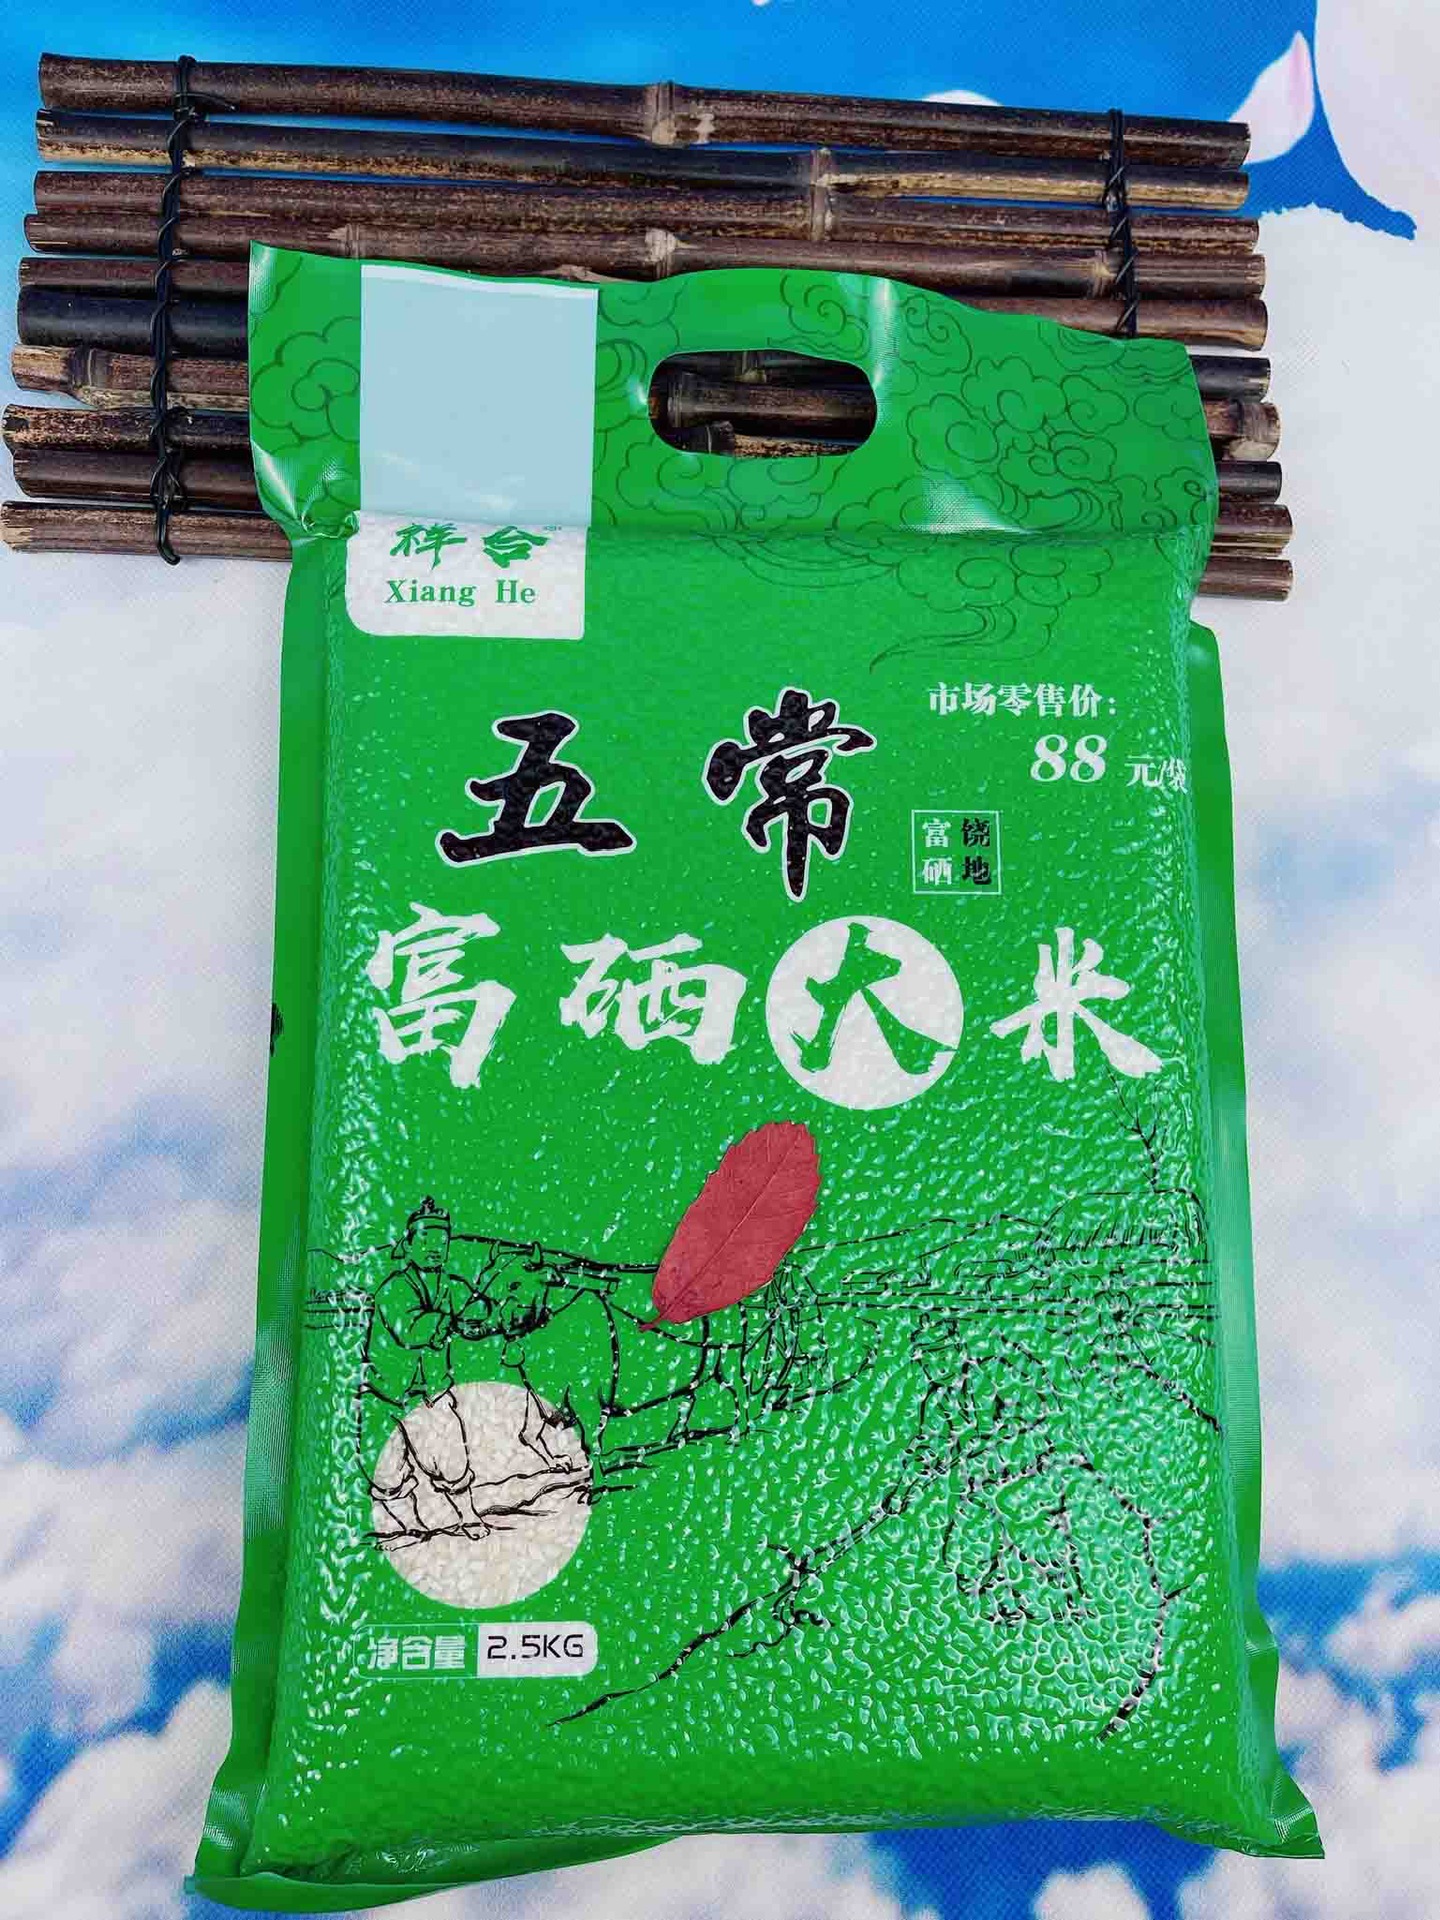 祥合
Xiang He
市场零售价：
88 元/袋
五常
富饶
硒地
富硒大米
净含量 2.5KG